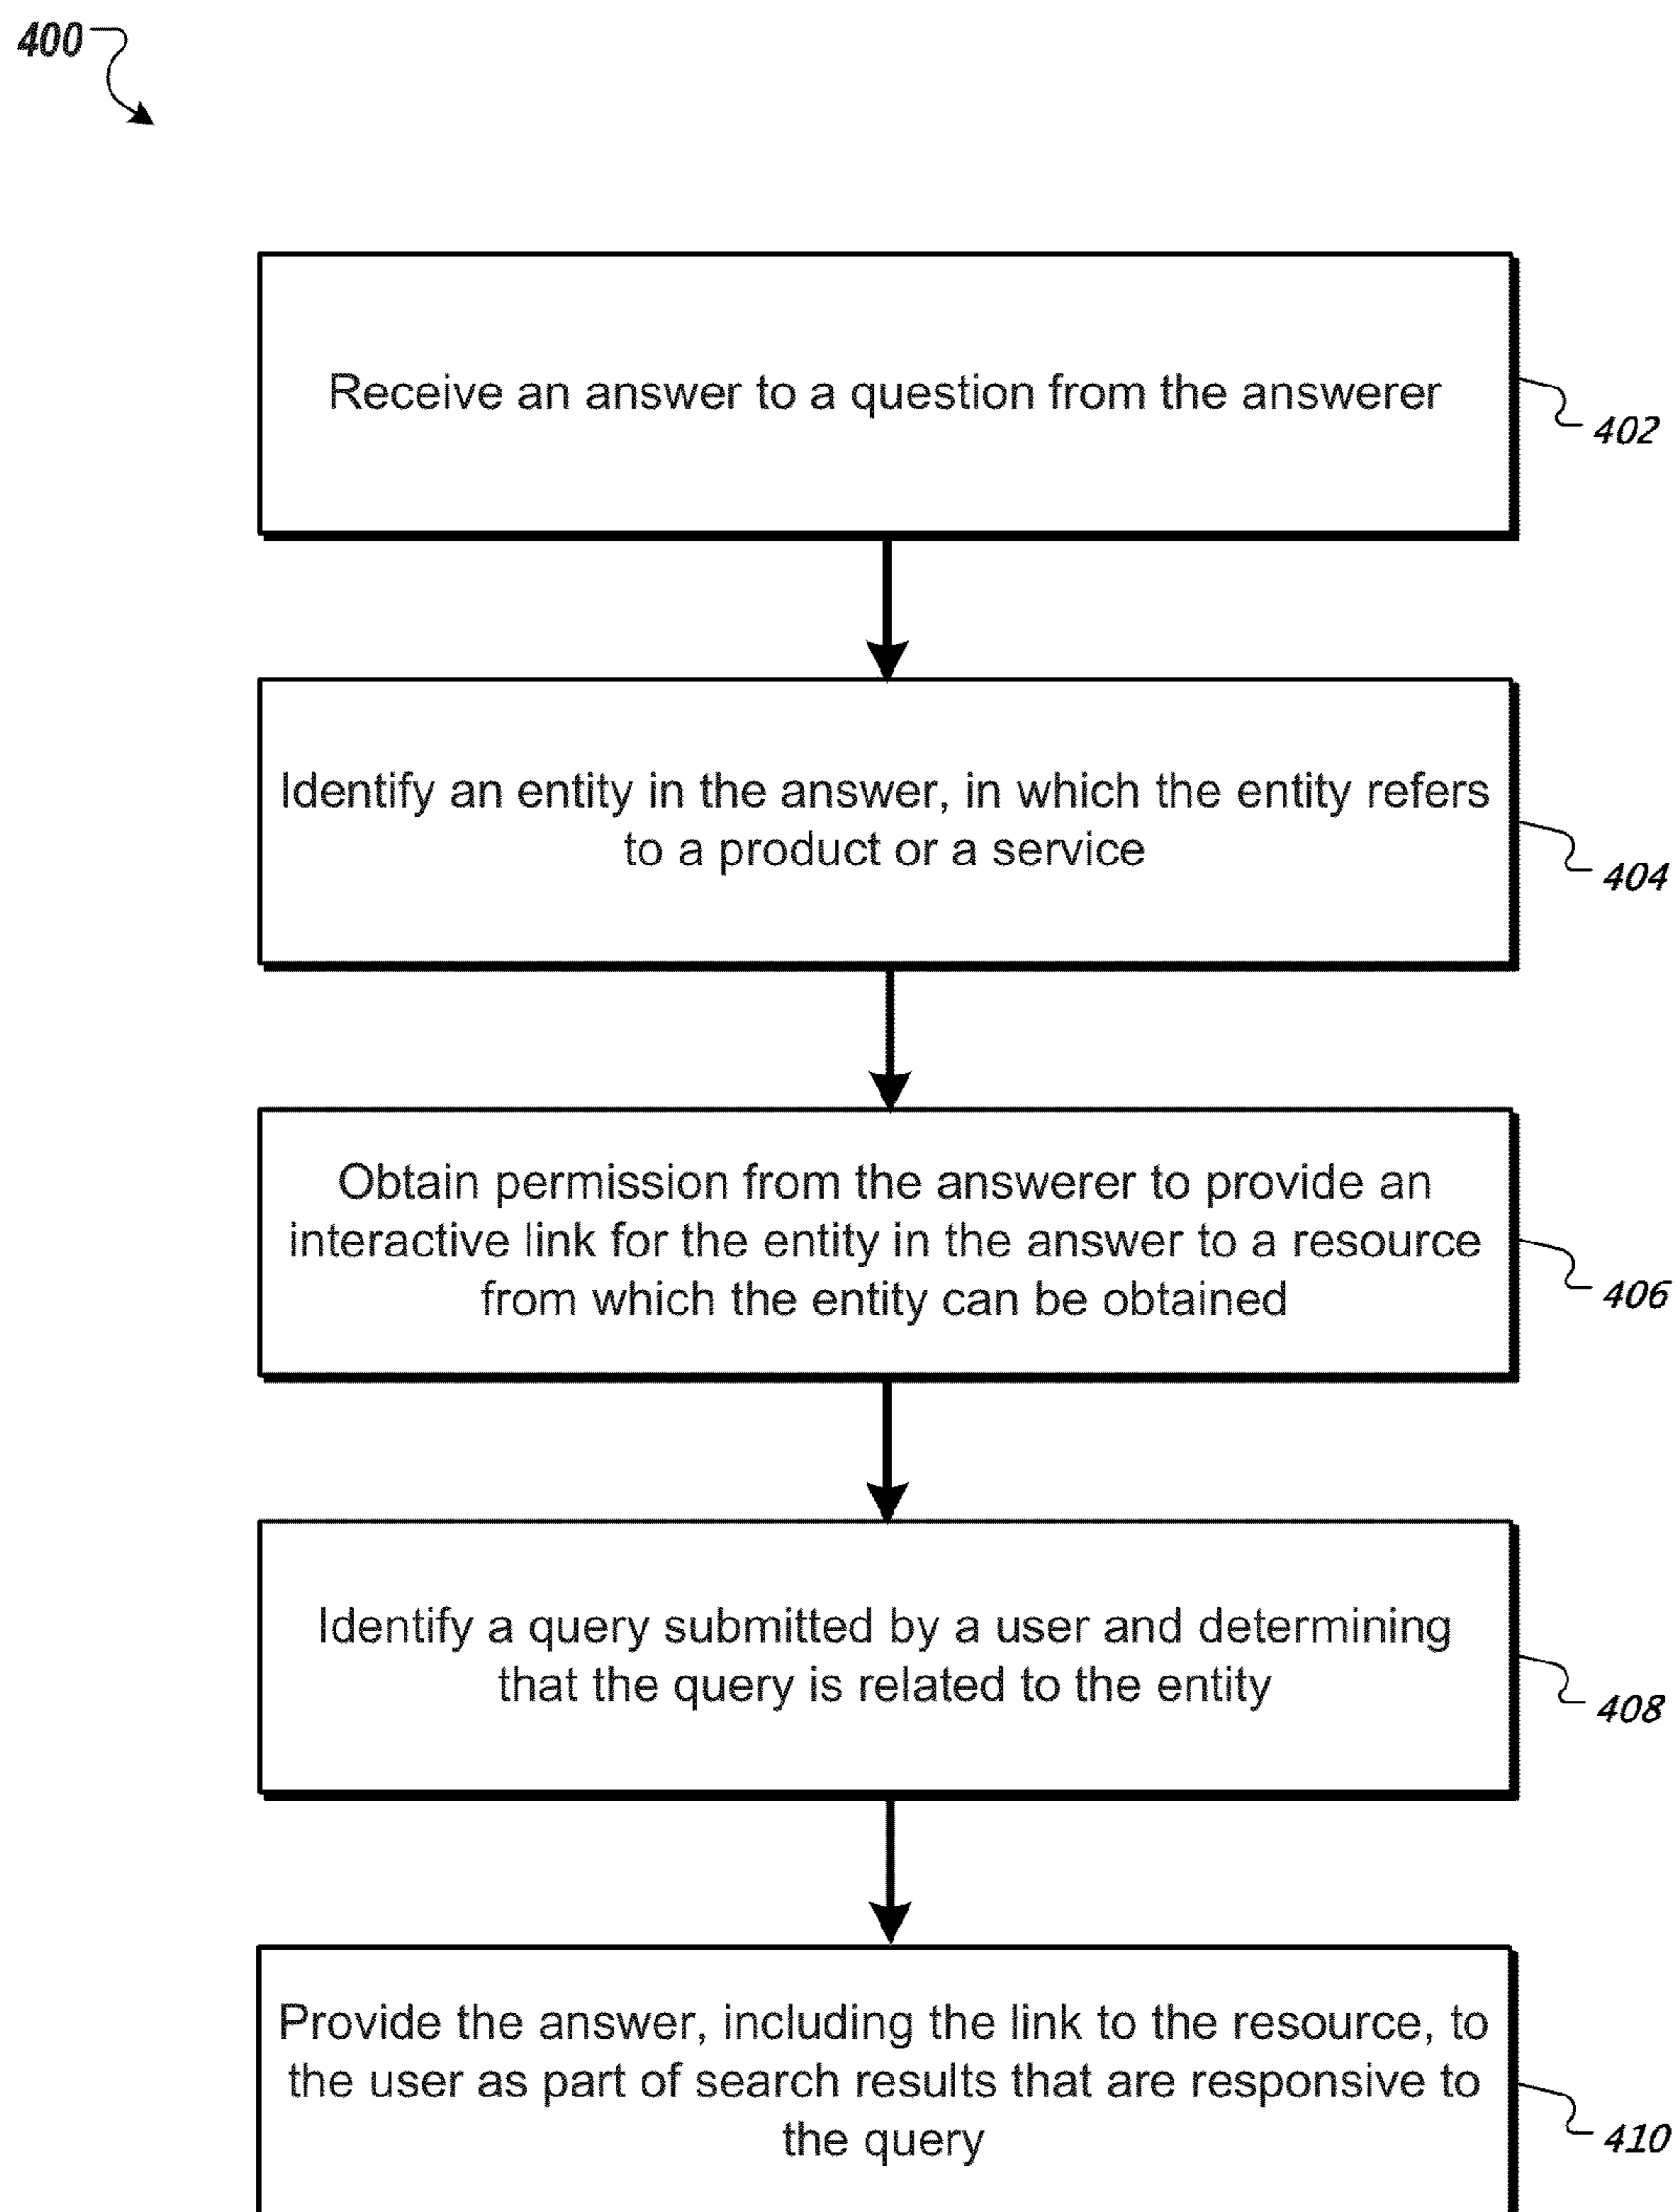 400
Receive an answer to a question from the answerer
402
Identify an entity in the answer, in which the entity refers
to a product or a service
404
Obtain permission from the answerer to provide an
interactive link for the entity in the answer to a resource
from which the entity can be obtained
406
Identify a query submitted by a user and determining
that the query is related to the entity
408
Provide the answer, including the link to the resource, to
the user as part of search results that are responsive to
the query
410